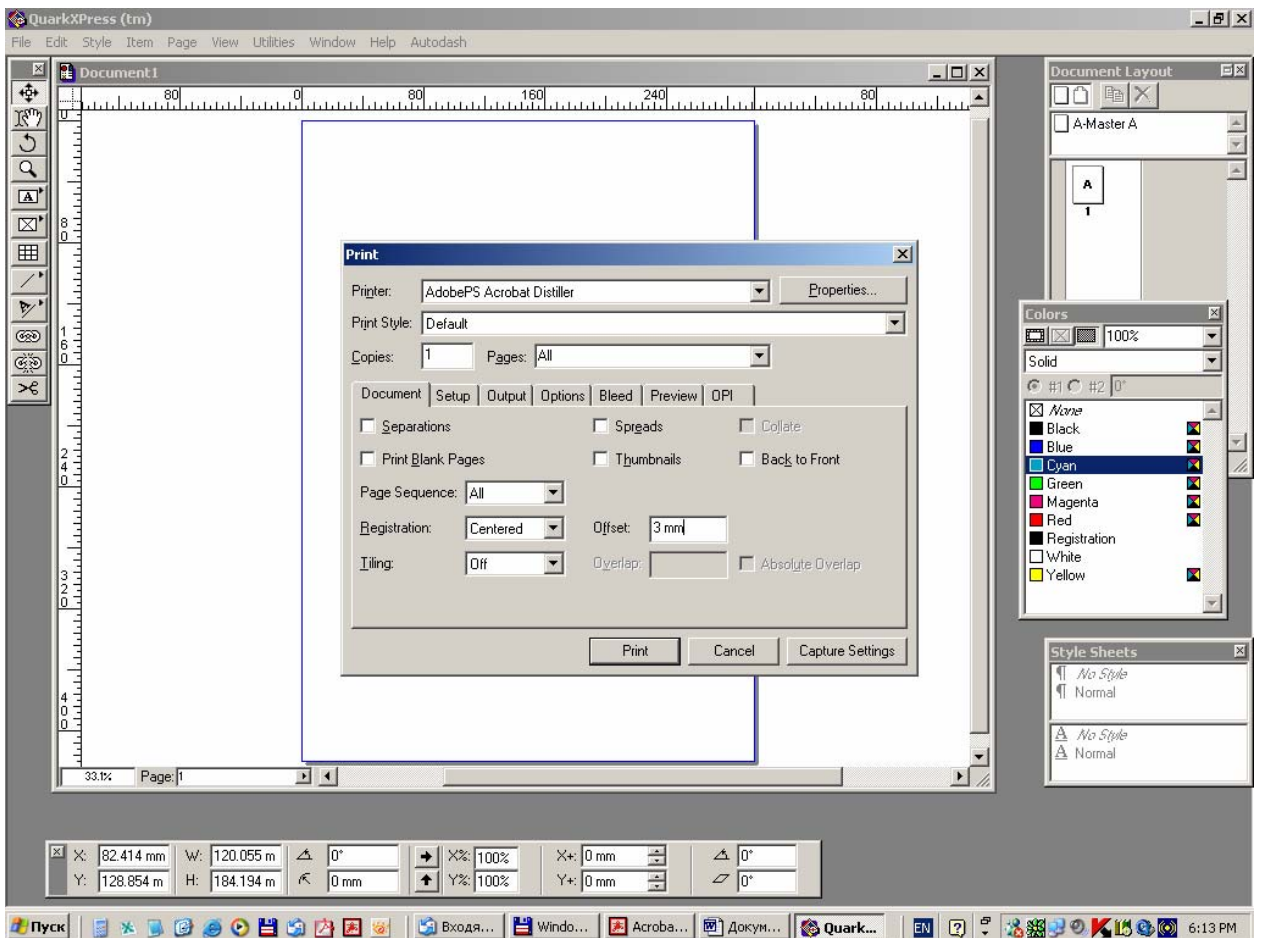 QuarkXPress (tm)
File Edit Style Item Page View Utilities Window Help Autodash
Document1
80 0 80 160 240 80
0
80
160
240
320
400
33.1% Page: 1
Print
Printer: AdobePS Acrobat Distiller Properties...
Print Style: Default
Copies: 1 Pages: All
Document Setup Output Options Bleed Preview OPI
Separations Spreads Collate
Print Blank Pages Thumbnails Back to Front
Page Sequence: All
Registration: Centered Offset: 3 mm
Tiling: Off Overlap: Absolute Overlap
Print Cancel Capture Settings
Document Layout
A-Master A
A
1
Colors
100%
Solid
#1 #2 0°
None
Black
Blue
Cyan
Green
Magenta
Red
Registration
White
Yellow
Style Sheets
¶ No Style
¶ Normal
A No Style
A Normal
X: 82.414 mm W: 120.055 m 0° X%: 100% X+: 0 mm 0°
Y: 128.854 m H: 184.194 m 0 mm Y%: 100% Y+: 0 mm 0°
Пуск Входя... Windo... Acroba... Докум... Quark... EN 6:13 PM